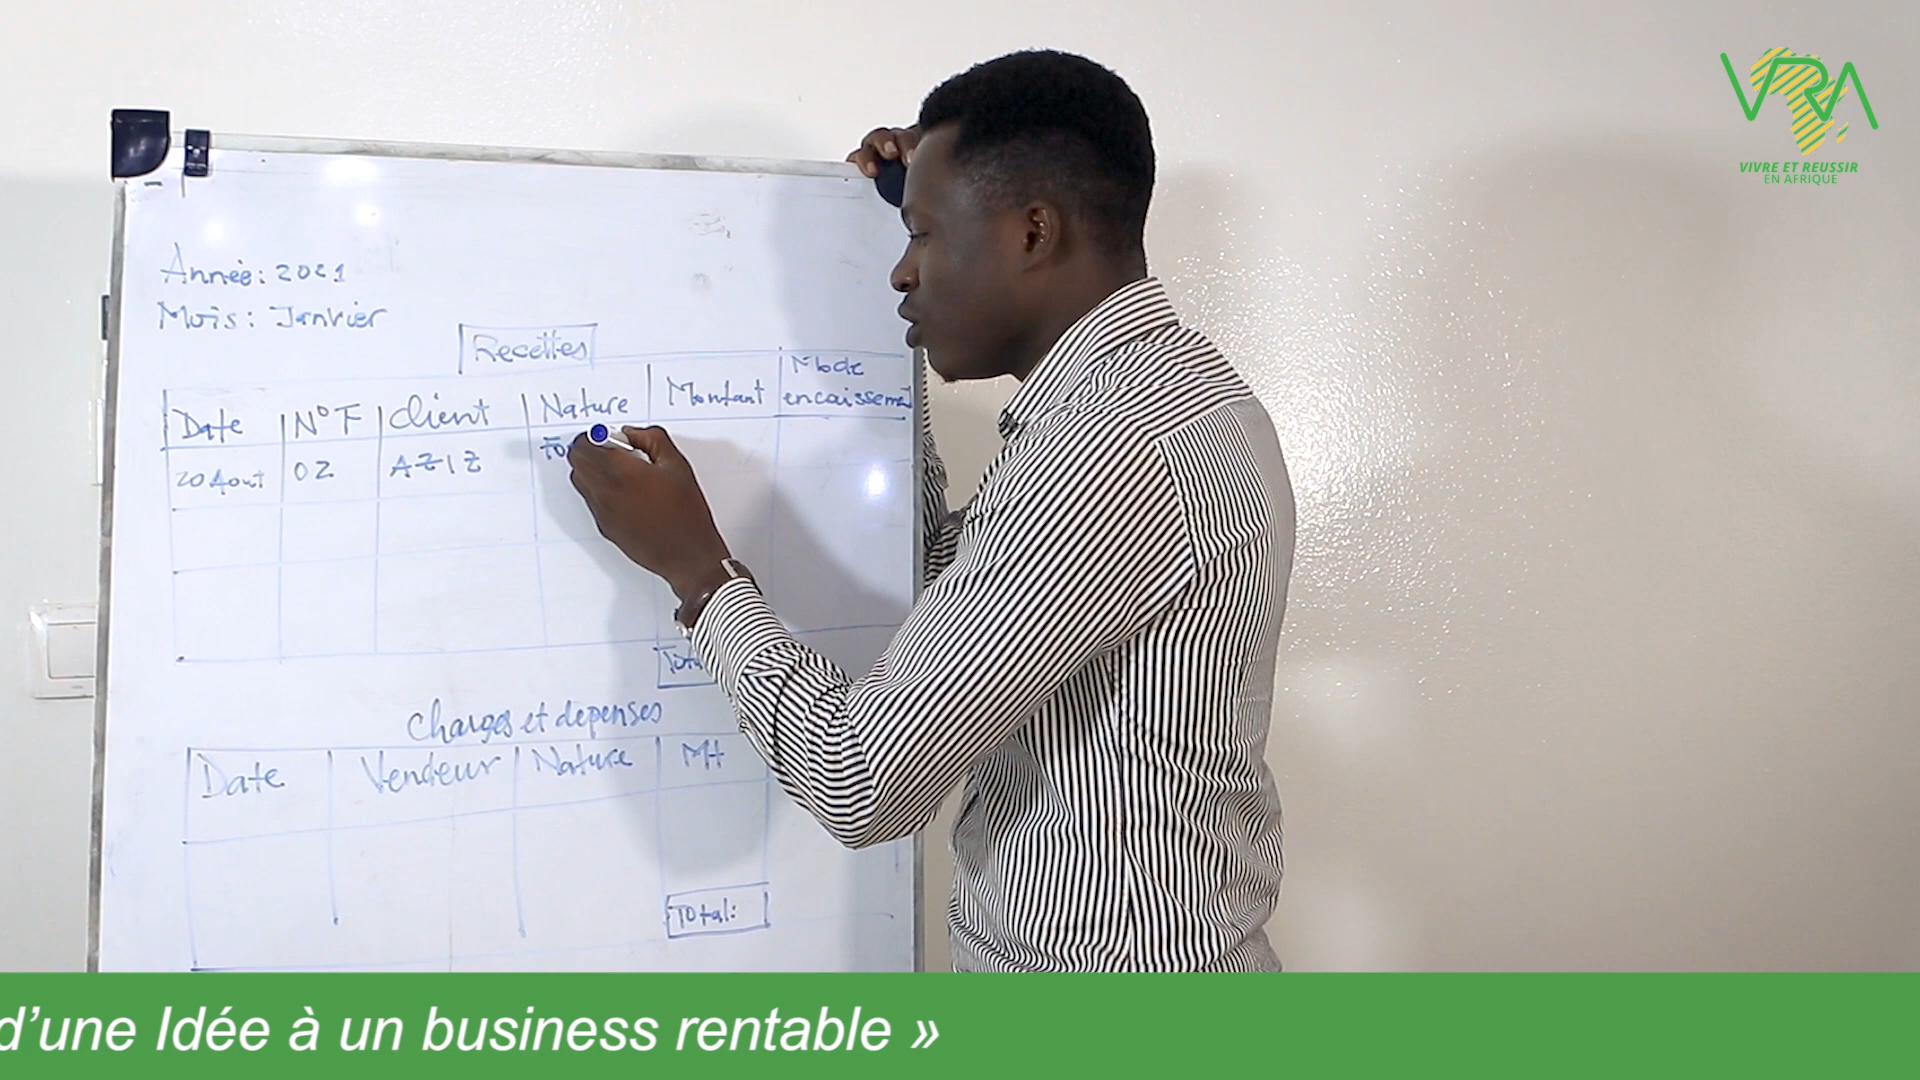 VRA
VIVRE ET REUSSIR
EN AFRIQUE
Année: 2021
Mois: Janvier
Recettes
Date N° F Client Nature Montant Mode encaissement
20 Aout 02 AZIZ
Charges et depenses
Date Vendeur Nature Mt
Total:
d’une Idée à un business rentable »